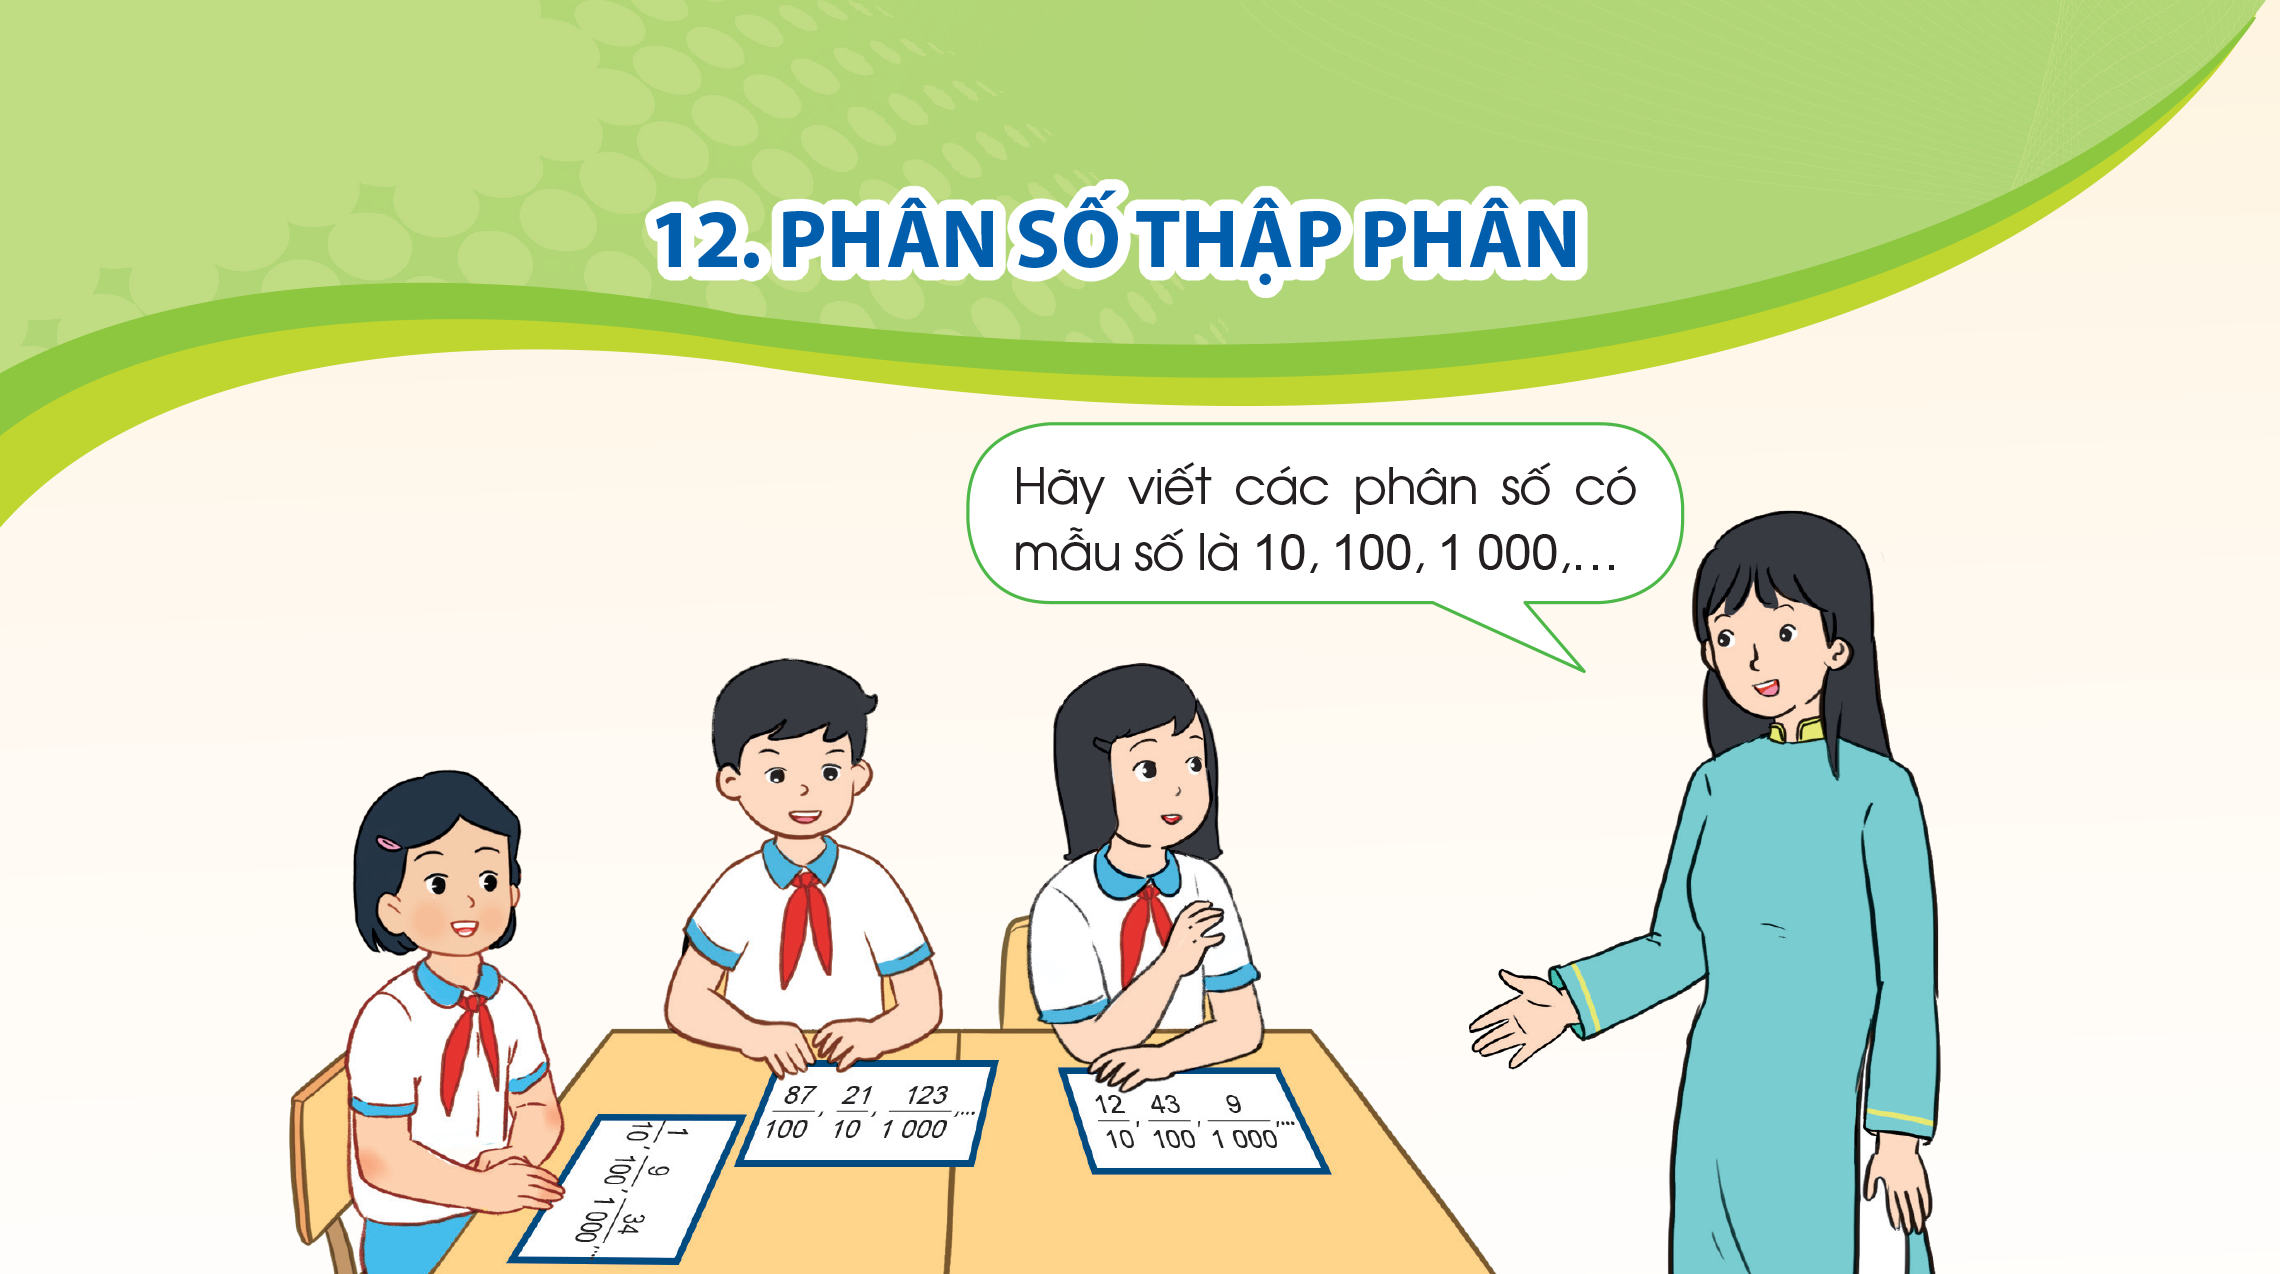 12. PHÂN SỐ THẬP PHÂN
Hãy viết các phân số có
mẫu số là 10, 100, 1 000,...
1/10, 9/100, 34/1 000,...
87/100, 21/10, 123/1 000,...
12/10, 43/100, 9/1 000,...